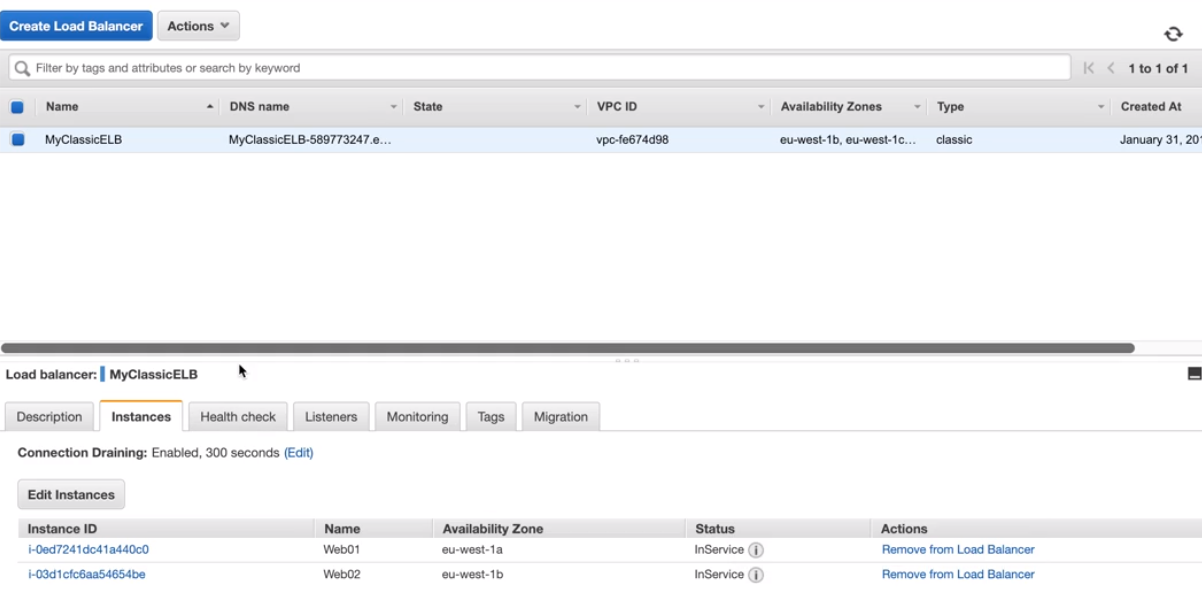 Create Load Balancer Actions
Filter by tags and attributes or search by keyword 1 to 1 of 1
Name DNS name State VPC ID Availability Zones Type Created At
MyClassicELB MyClassicELB-589773247.e... vpc-fe674d98 eu-west-1b, eu-west-1c... classic January 31, 201
Load balancer: MyClassicELB
Description Instances Health check Listeners Monitoring Tags Migration
Connection Draining: Enabled, 300 seconds (Edit)
Edit Instances
Instance ID Name Availability Zone Status Actions
i-0ed7241dc41a440c0 Web01 eu-west-1a InService i Remove from Load Balancer
i-03d1cfc6aa54654be Web02 eu-west-1b InService i Remove from Load Balancer